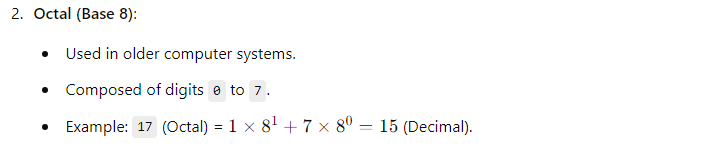 2. Octal (Base 8):
• Used in older computer systems.
• Composed of digits 0 to 7.
• Example: 17 (Octal) = 1 × 8¹ + 7 × 8⁰ = 15 (Decimal).